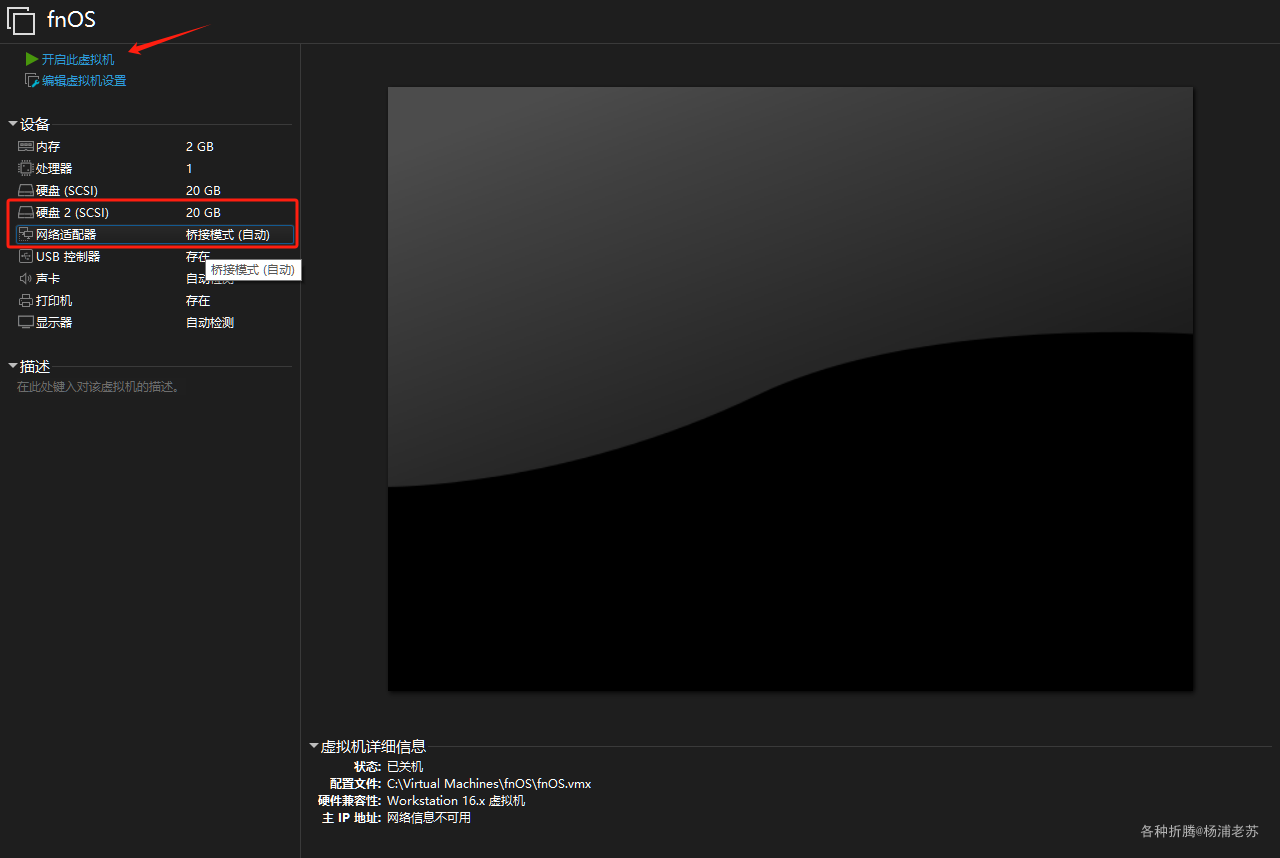 fnOS
开启此虚拟机
编辑虚拟机设置
设备
内存 2 GB
处理器 1
硬盘 (SCSI) 20 GB
硬盘 2 (SCSI) 20 GB
网络适配器 桥接模式 (自动)
USB 控制器 存在
桥接模式 (自动)
声卡 自动检测
打印机 存在
显示器 自动检测
描述
在此处键入对该虚拟机的描述。
虚拟机详细信息
状态: 已关机
配置文件: C:\Virtual Machines\fnOS\fnOS.vmx
硬件兼容性: Workstation 16.x 虚拟机
主 IP 地址: 网络信息不可用
各种折腾@杨浦老苏